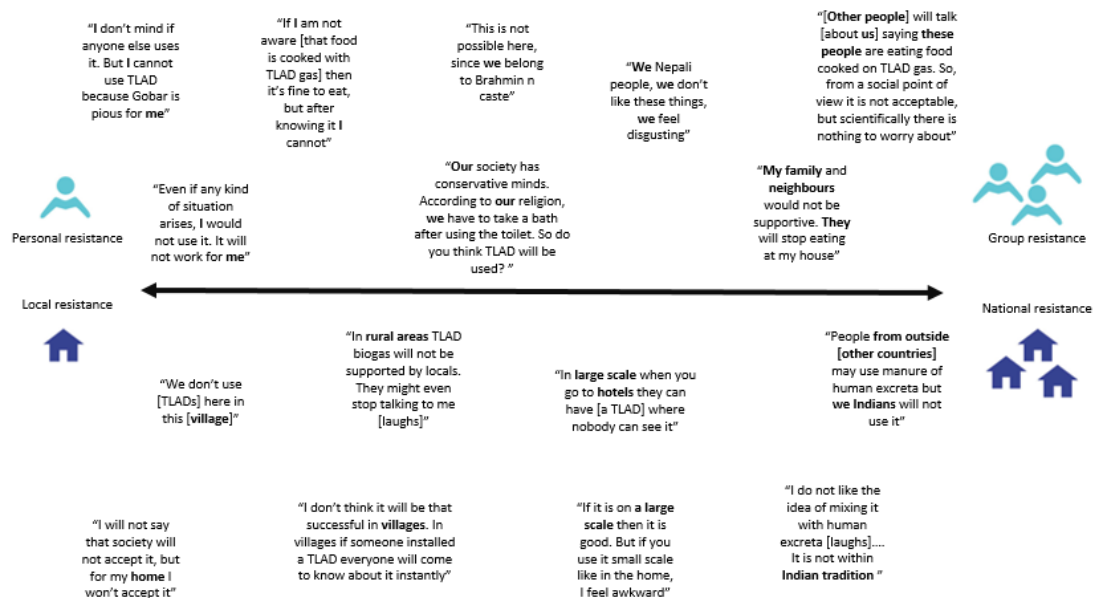 “I don’t mind if
anyone else uses
it. But I cannot
use TLAD
because Gobar is
pious for me”
“If I am not
aware [that food
is cooked with
TLAD gas] then
it’s fine to eat,
but after
knowing it I
cannot”
“This is not
possible here,
since we belong
to Brahmin n
caste”
“We Nepali
people, we don’t
like these things,
we feel
disgusting”
“[Other people] will talk
[about us] saying these
people are eating food
cooked on TLAD gas. So,
from a social point of
view it is not acceptable,
but scientifically there is
nothing to worry about”
Personal resistance
“Even if any kind
of situation
arises, I would
not use it. It will
not work for me”
“Our society has
conservative minds.
According to our religion,
we have to take a bath
after using the toilet. So do
you think TLAD will be
used? ”
“My family and
neighbours
would not be
supportive. They
will stop eating
at my house”
Group resistance
Local resistance
National resistance
“We don’t use
[TLADs] here in
this [village]”
“In rural areas TLAD
biogas will not be
supported by locals.
They might even
stop talking to me
[laughs]”
“In large scale when you
go to hotels they can
have [a TLAD] where
nobody can see it”
“People from outside
[other countries]
may use manure of
human excreta but
we Indians will not
use it”
“I will not say
that society will
not accept it, but
for my home I
won’t accept it”
“I don’t think it will be that
successful in villages. In
villages if someone installed
a TLAD everyone will come
to know about it instantly”
“If it is on a large
scale then it is
good. But if you
use it small scale
like in the home,
I feel awkward”
“I do not like the
idea of mixing it
with human
excreta [laughs]....
It is not within
Indian tradition ”